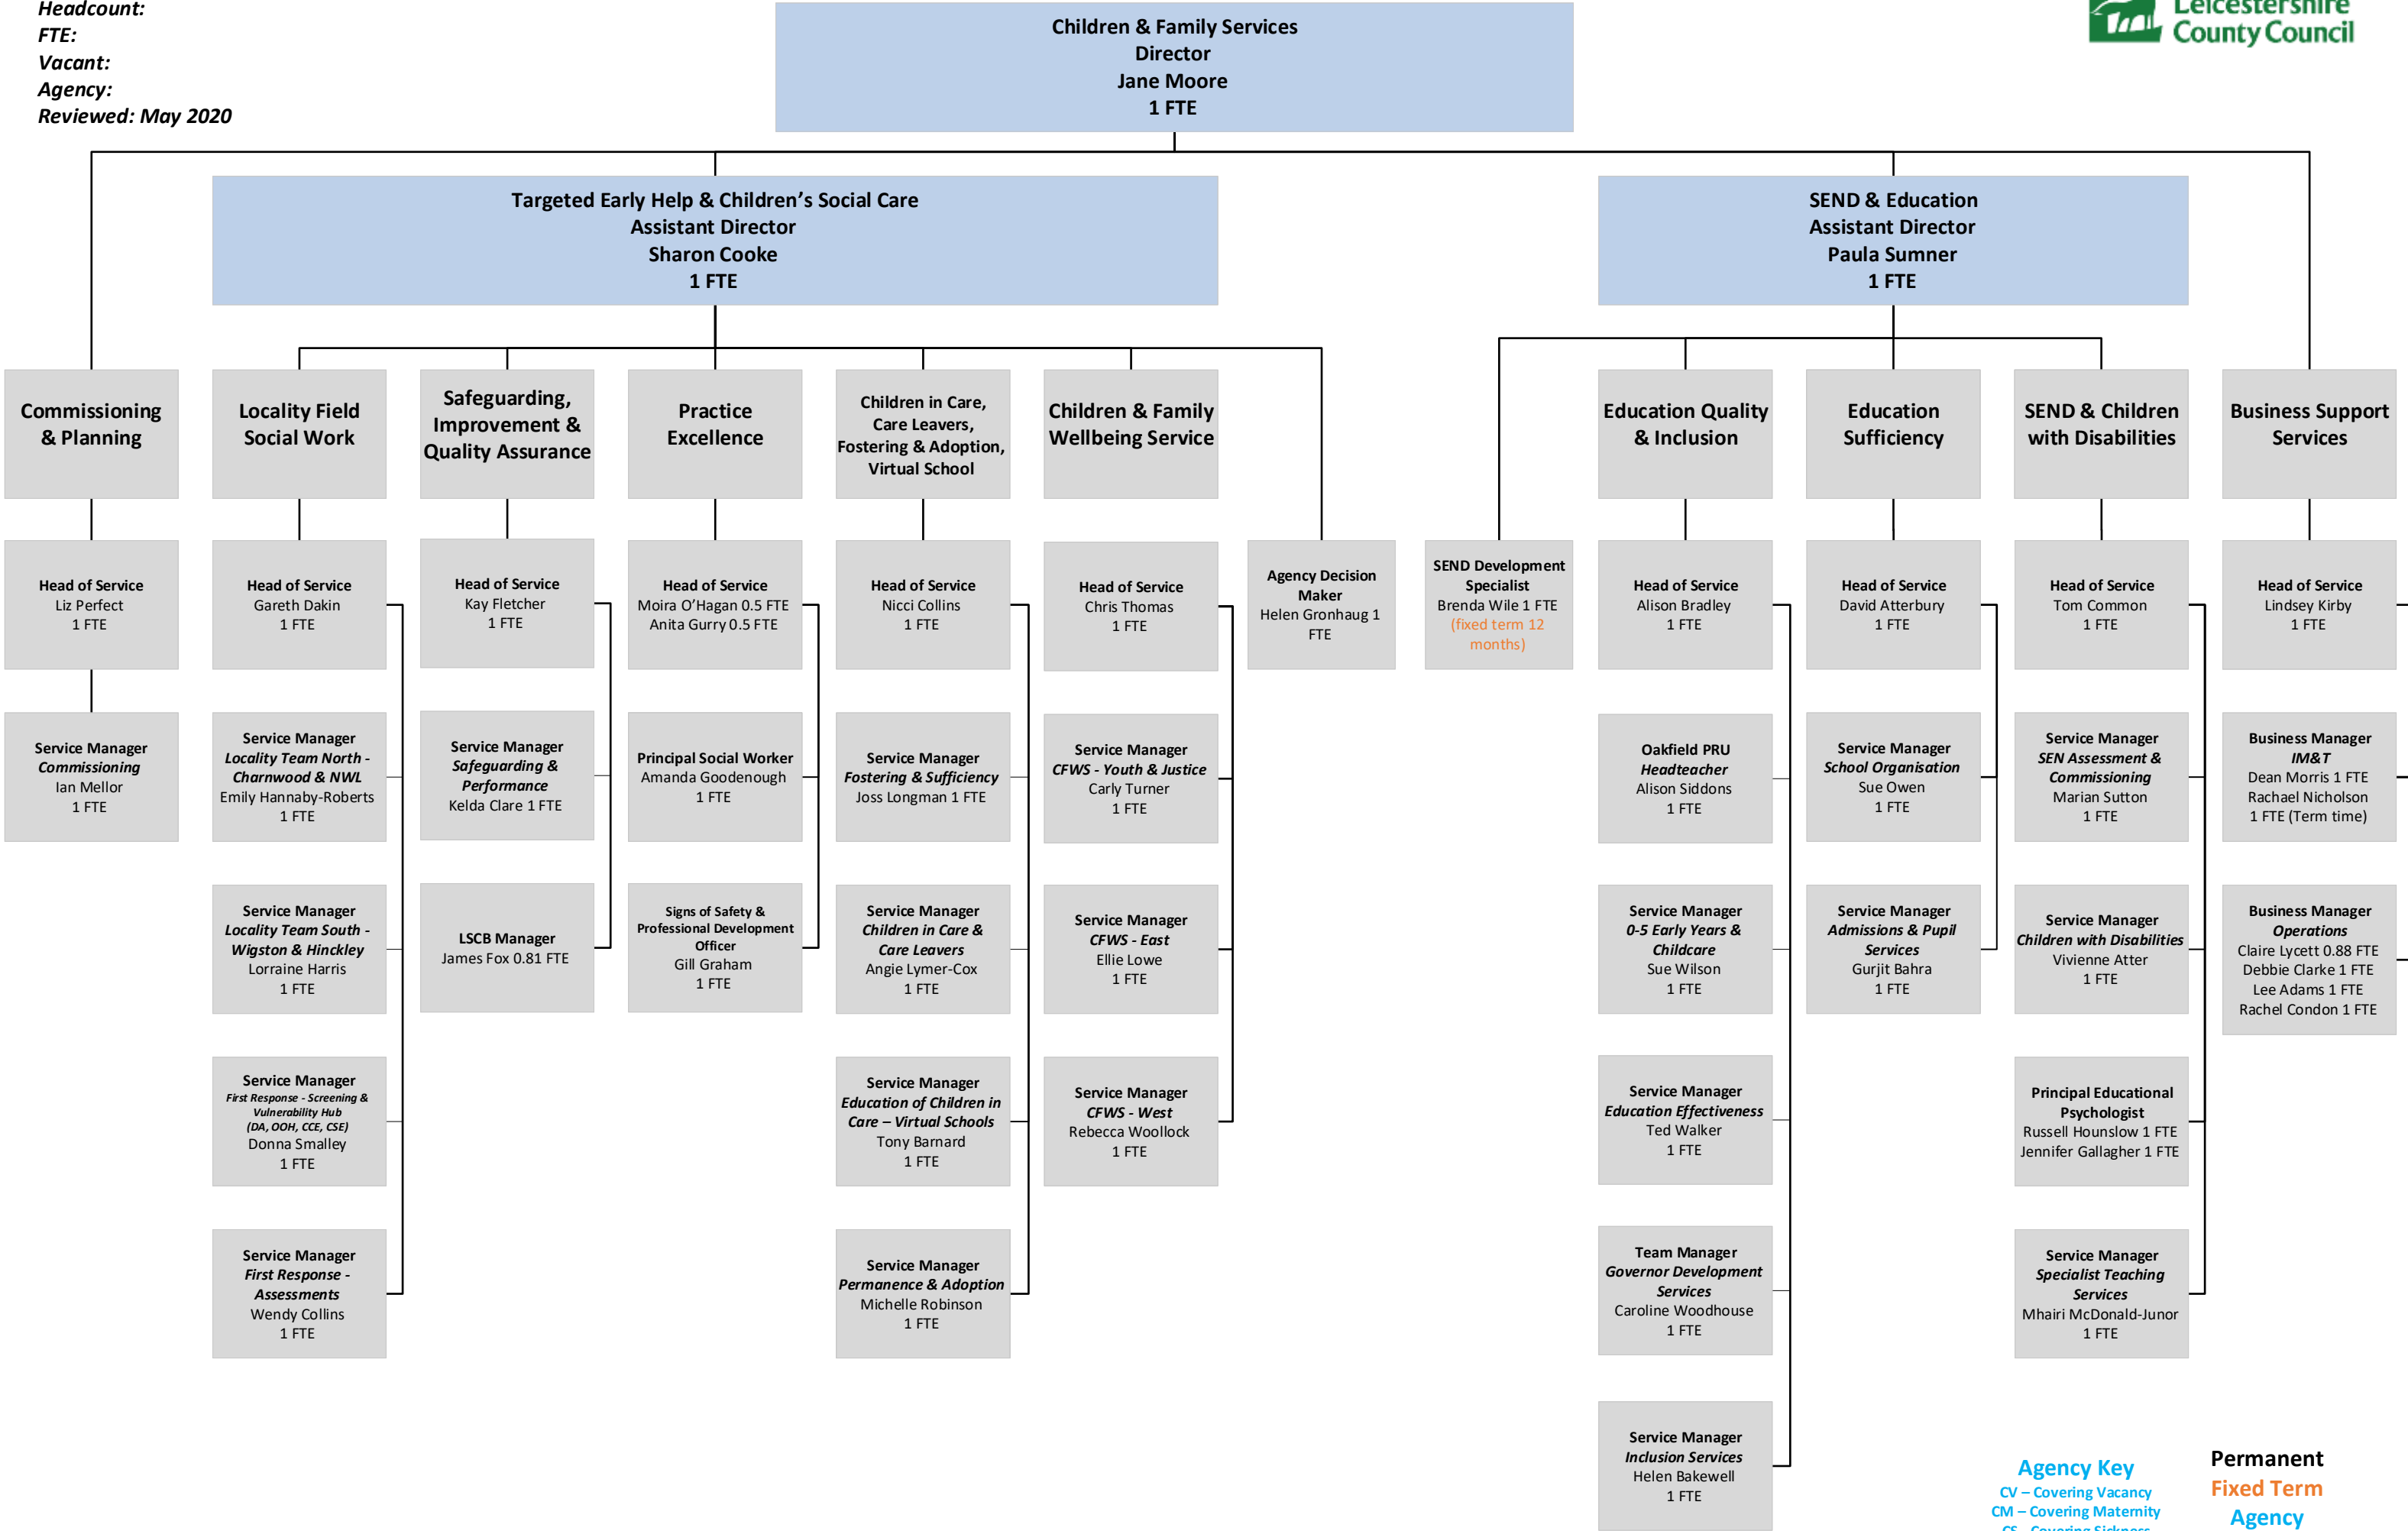 Headcount:
FTE:
Vacant:
Agency:
Reviewed: May 2020
Children & Family Services
Director
Jane Moore
1 FTE
Leicestershire
County Council
Targeted Early Help & Children’s Social Care
Assistant Director
Sharon Cooke
1 FTE
SEND & Education
Assistant Director
Paula Sumner
1 FTE
Commissioning
& Planning
Locality Field
Social Work
Safeguarding,
Improvement &
Quality Assurance
Practice
Excellence
Children in Care,
Care Leavers,
Fostering & Adoption,
Virtual School
Children & Family
Wellbeing Service
Education Quality
& Inclusion
Education
Sufficiency
SEND & Children
with Disabilities
Business Support
Services
Head of Service
Liz Perfect
1 FTE
Head of Service
Gareth Dakin
1 FTE
Head of Service
Kay Fletcher
1 FTE
Head of Service
Moira O’Hagan 0.5 FTE
Anita Gurry 0.5 FTE
Head of Service
Nicci Collins
1 FTE
Head of Service
Chris Thomas
1 FTE
Agency Decision
Maker
Helen Gronhaug 1
FTE
SEND Development
Specialist
Brenda Wile 1 FTE
(fixed term 12
months)
Head of Service
Alison Bradley
1 FTE
Head of Service
David Atterbury
1 FTE
Head of Service
Tom Common
1 FTE
Head of Service
Lindsey Kirby
1 FTE
Service Manager
Commissioning
Ian Mellor
1 FTE
Service Manager
Locality Team North -
Charnwood & NWL
Emily Hannaby-Roberts
1 FTE
Service Manager
Safeguarding &
Performance
Kelda Clare 1 FTE
Principal Social Worker
Amanda Goodenough
1 FTE
Service Manager
Fostering & Sufficiency
Joss Longman 1 FTE
Service Manager
CFWS - Youth & Justice
Carly Turner
1 FTE
Oakfield PRU
Headteacher
Alison Siddons
1 FTE
Service Manager
School Organisation
Sue Owen
1 FTE
Service Manager
SEN Assessment &
Commissioning
Marian Sutton
1 FTE
Business Manager
IM&T
Dean Morris 1 FTE
Rachael Nicholson
1 FTE (Term time)
Service Manager
Locality Team South -
Wigston & Hinckley
Lorraine Harris
1 FTE
LSCB Manager
James Fox 0.81 FTE
Signs of Safety &
Professional Development
Officer
Gill Graham
1 FTE
Service Manager
Children in Care &
Care Leavers
Angie Lymer-Cox
1 FTE
Service Manager
CFWS - East
Ellie Lowe
1 FTE
Service Manager
0-5 Early Years &
Childcare
Sue Wilson
1 FTE
Service Manager
Admissions & Pupil
Services
Gurjit Bahra
1 FTE
Service Manager
Children with Disabilities
Vivienne Atter
1 FTE
Business Manager
Operations
Claire Lycett 0.88 FTE
Debbie Clarke 1 FTE
Lee Adams 1 FTE
Rachel Condon 1 FTE
Service Manager
First Response - Screening &
Vulnerability Hub
(DA, OOH, CCE, CSE)
Donna Smalley
1 FTE
Service Manager
Education of Children in
Care – Virtual Schools
Tony Barnard
1 FTE
Service Manager
CFWS - West
Rebecca Woollock
1 FTE
Service Manager
Education Effectiveness
Ted Walker
1 FTE
Principal Educational
Psychologist
Russell Hounslow 1 FTE
Jennifer Gallagher 1 FTE
Service Manager
First Response -
Assessments
Wendy Collins
1 FTE
Service Manager
Permanence & Adoption
Michelle Robinson
1 FTE
Team Manager
Governor Development
Services
Caroline Woodhouse
1 FTE
Service Manager
Specialist Teaching
Services
Mhairi McDonald-Junor
1 FTE
Service Manager
Inclusion Services
Helen Bakewell
1 FTE
Agency Key
CV – Covering Vacancy
CM – Covering Maternity
CS - Covering Sickness
Permanent
Fixed Term
Agency